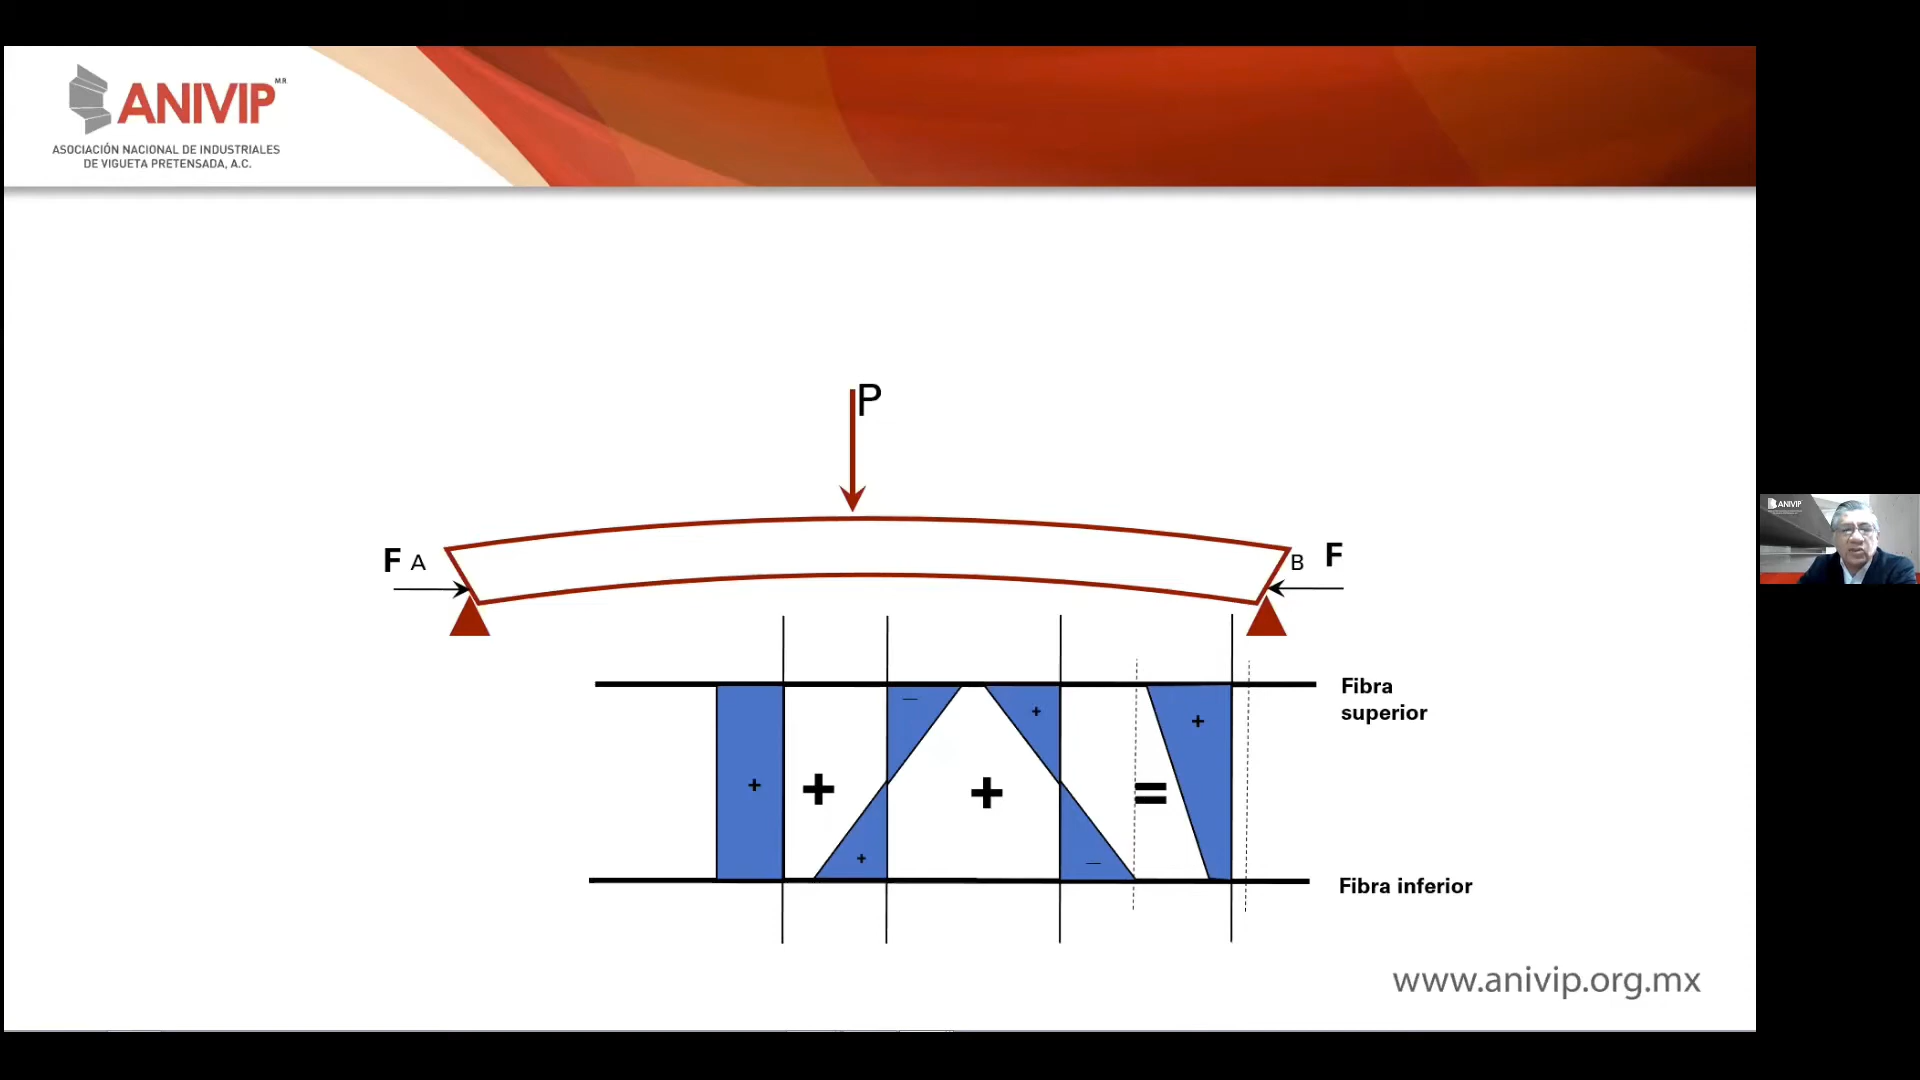 ANIVIP MR
ASOCIACIÓN NACIONAL DE INDUSTRIALES
DE VIGUETA PRETENSADA, A.C.
P
F A
B F
Fibra
superior
–
+
+
+
+
+
=
+
–
Fibra inferior
www.anivip.org.mx
ANIVIP